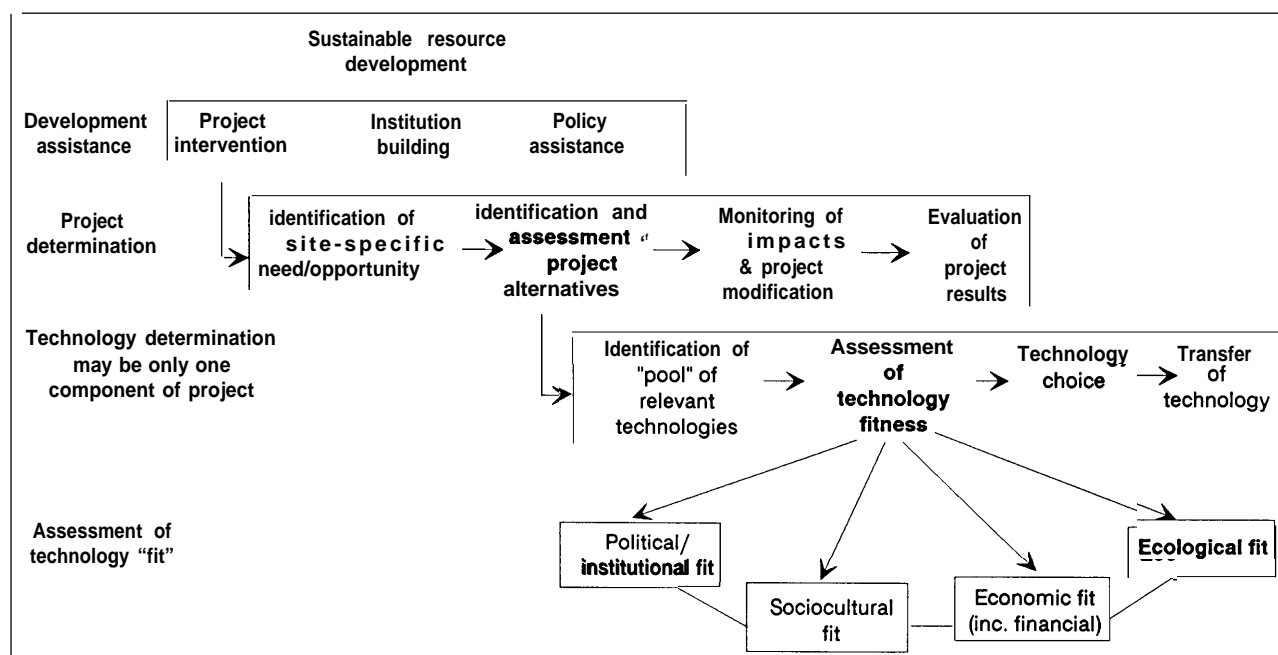 Sustainable resource
development
Development
assistance
Project
intervention
Institution
building
Policy
assistance
Project
determination
identification of
site-specific
need/opportunity
identification and
assessment of
project
alternatives
Monitoring of
impacts
& project
modification
Evaluation
of
project
results
Technology determination
may be only one
component of project
Identification of
"pool" of
relevant
technologies
Assessment
of
technology
fitness
Technology
choice
Transfer
of
technology
Assessment of
technology "fit"
Political/
institutional fit
Sociocultural
fit
Economic fit
(inc. financial)
Ecological fit